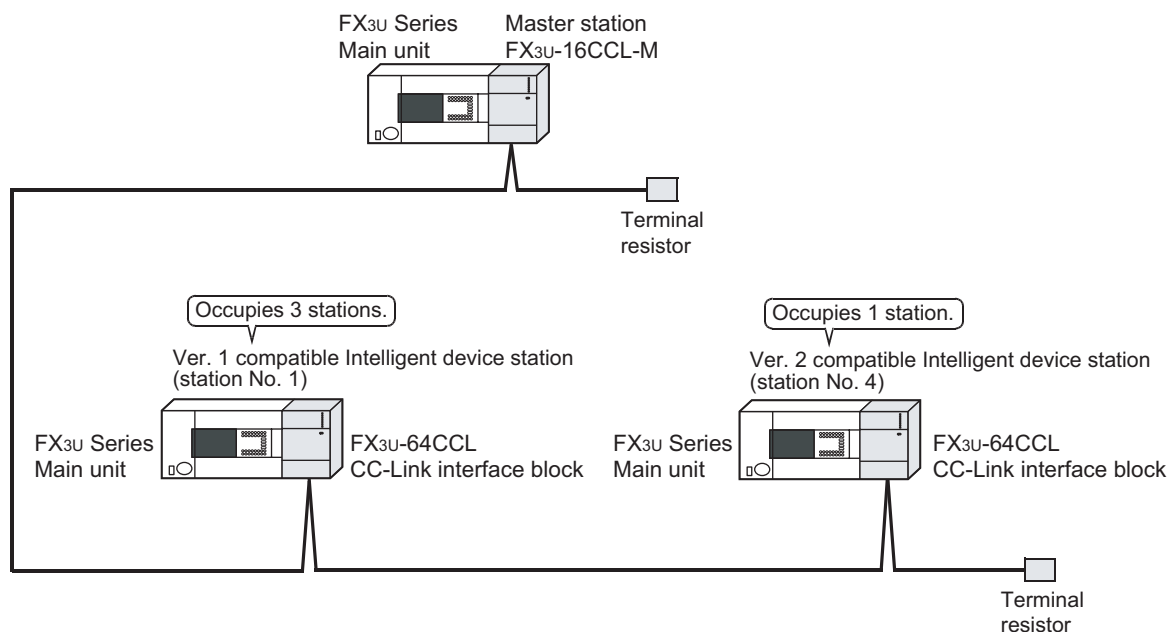 FX3U Series
Main unit
Master station
FX3U-16CCL-M
Terminal
resistor
Occupies 3 stations.
Ver. 1 compatible Intelligent device station
(station No. 1)
FX3U Series
Main unit
FX3U-64CCL
CC-Link interface block
Occupies 1 station.
Ver. 2 compatible Intelligent device station
(station No. 4)
FX3U Series
Main unit
FX3U-64CCL
CC-Link interface block
Terminal
resistor